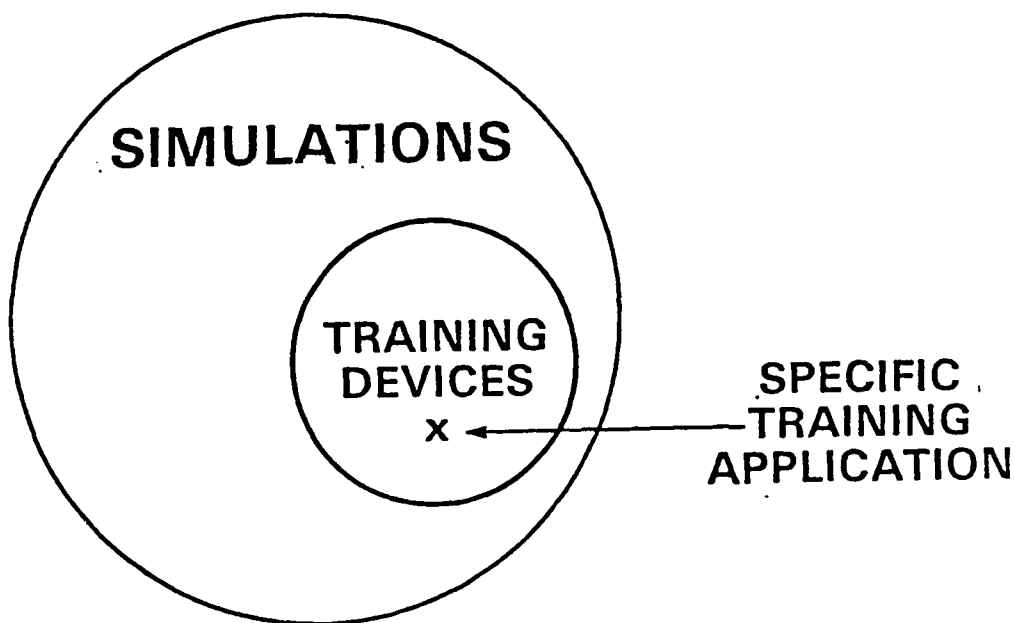 SIMULATIONS
TRAINING
DEVICES
x
SPECIFIC
TRAINING
APPLICATION